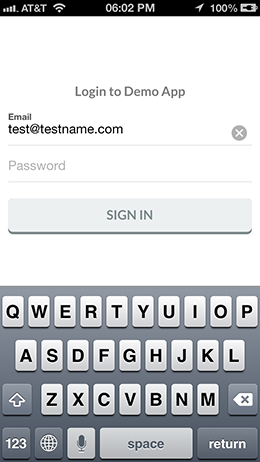 AT&T 06:02 PM 100%
Login to Demo App
Email
test@testname.com
Password
SIGN IN
Q W E R T Y U I O P
A S D F G H J K L
Z X C V B N M
123 space return